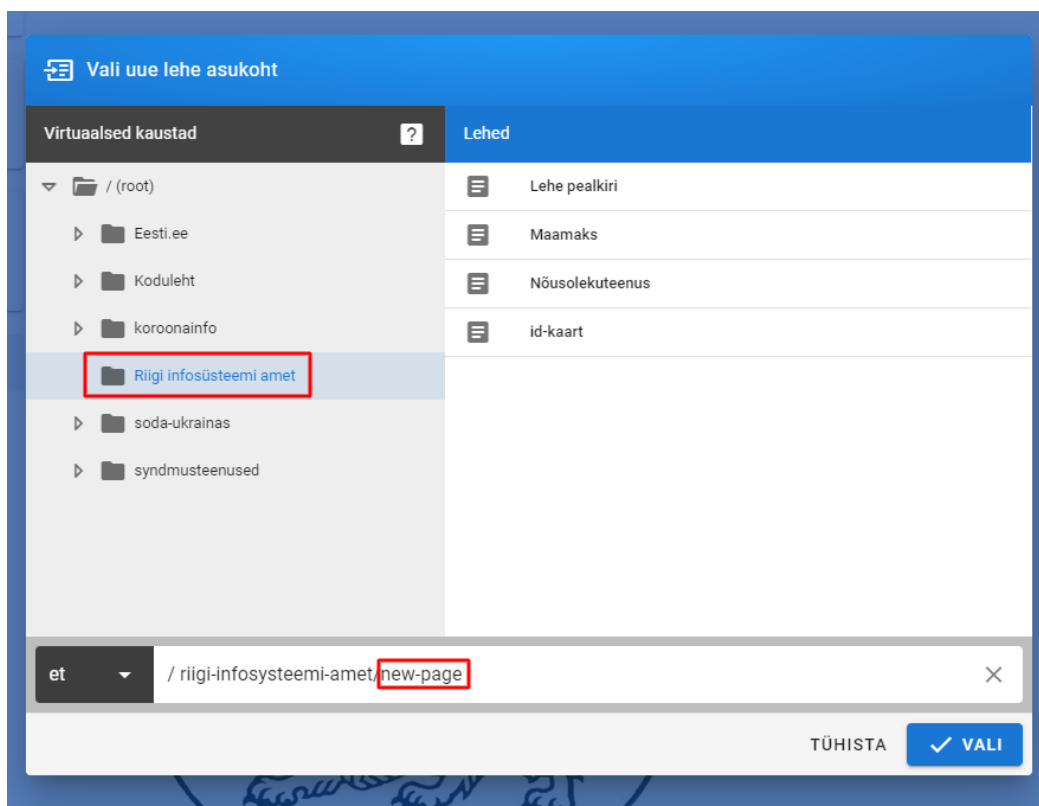 Vali uue lehe asukoht
Virtuaalsed kaustad
?
Lehed
/ (root)
Eesti.ee
Koduleht
koroonainfo
Riigi infosüsteemi amet
soda-ukrainas
syndmusteenused
Lehe pealkiri
Maamaks
Nõusolekuteenus
id-kaart
et
/ riigi-infosysteemi-amet/new-page
TÜHISTA
VALI